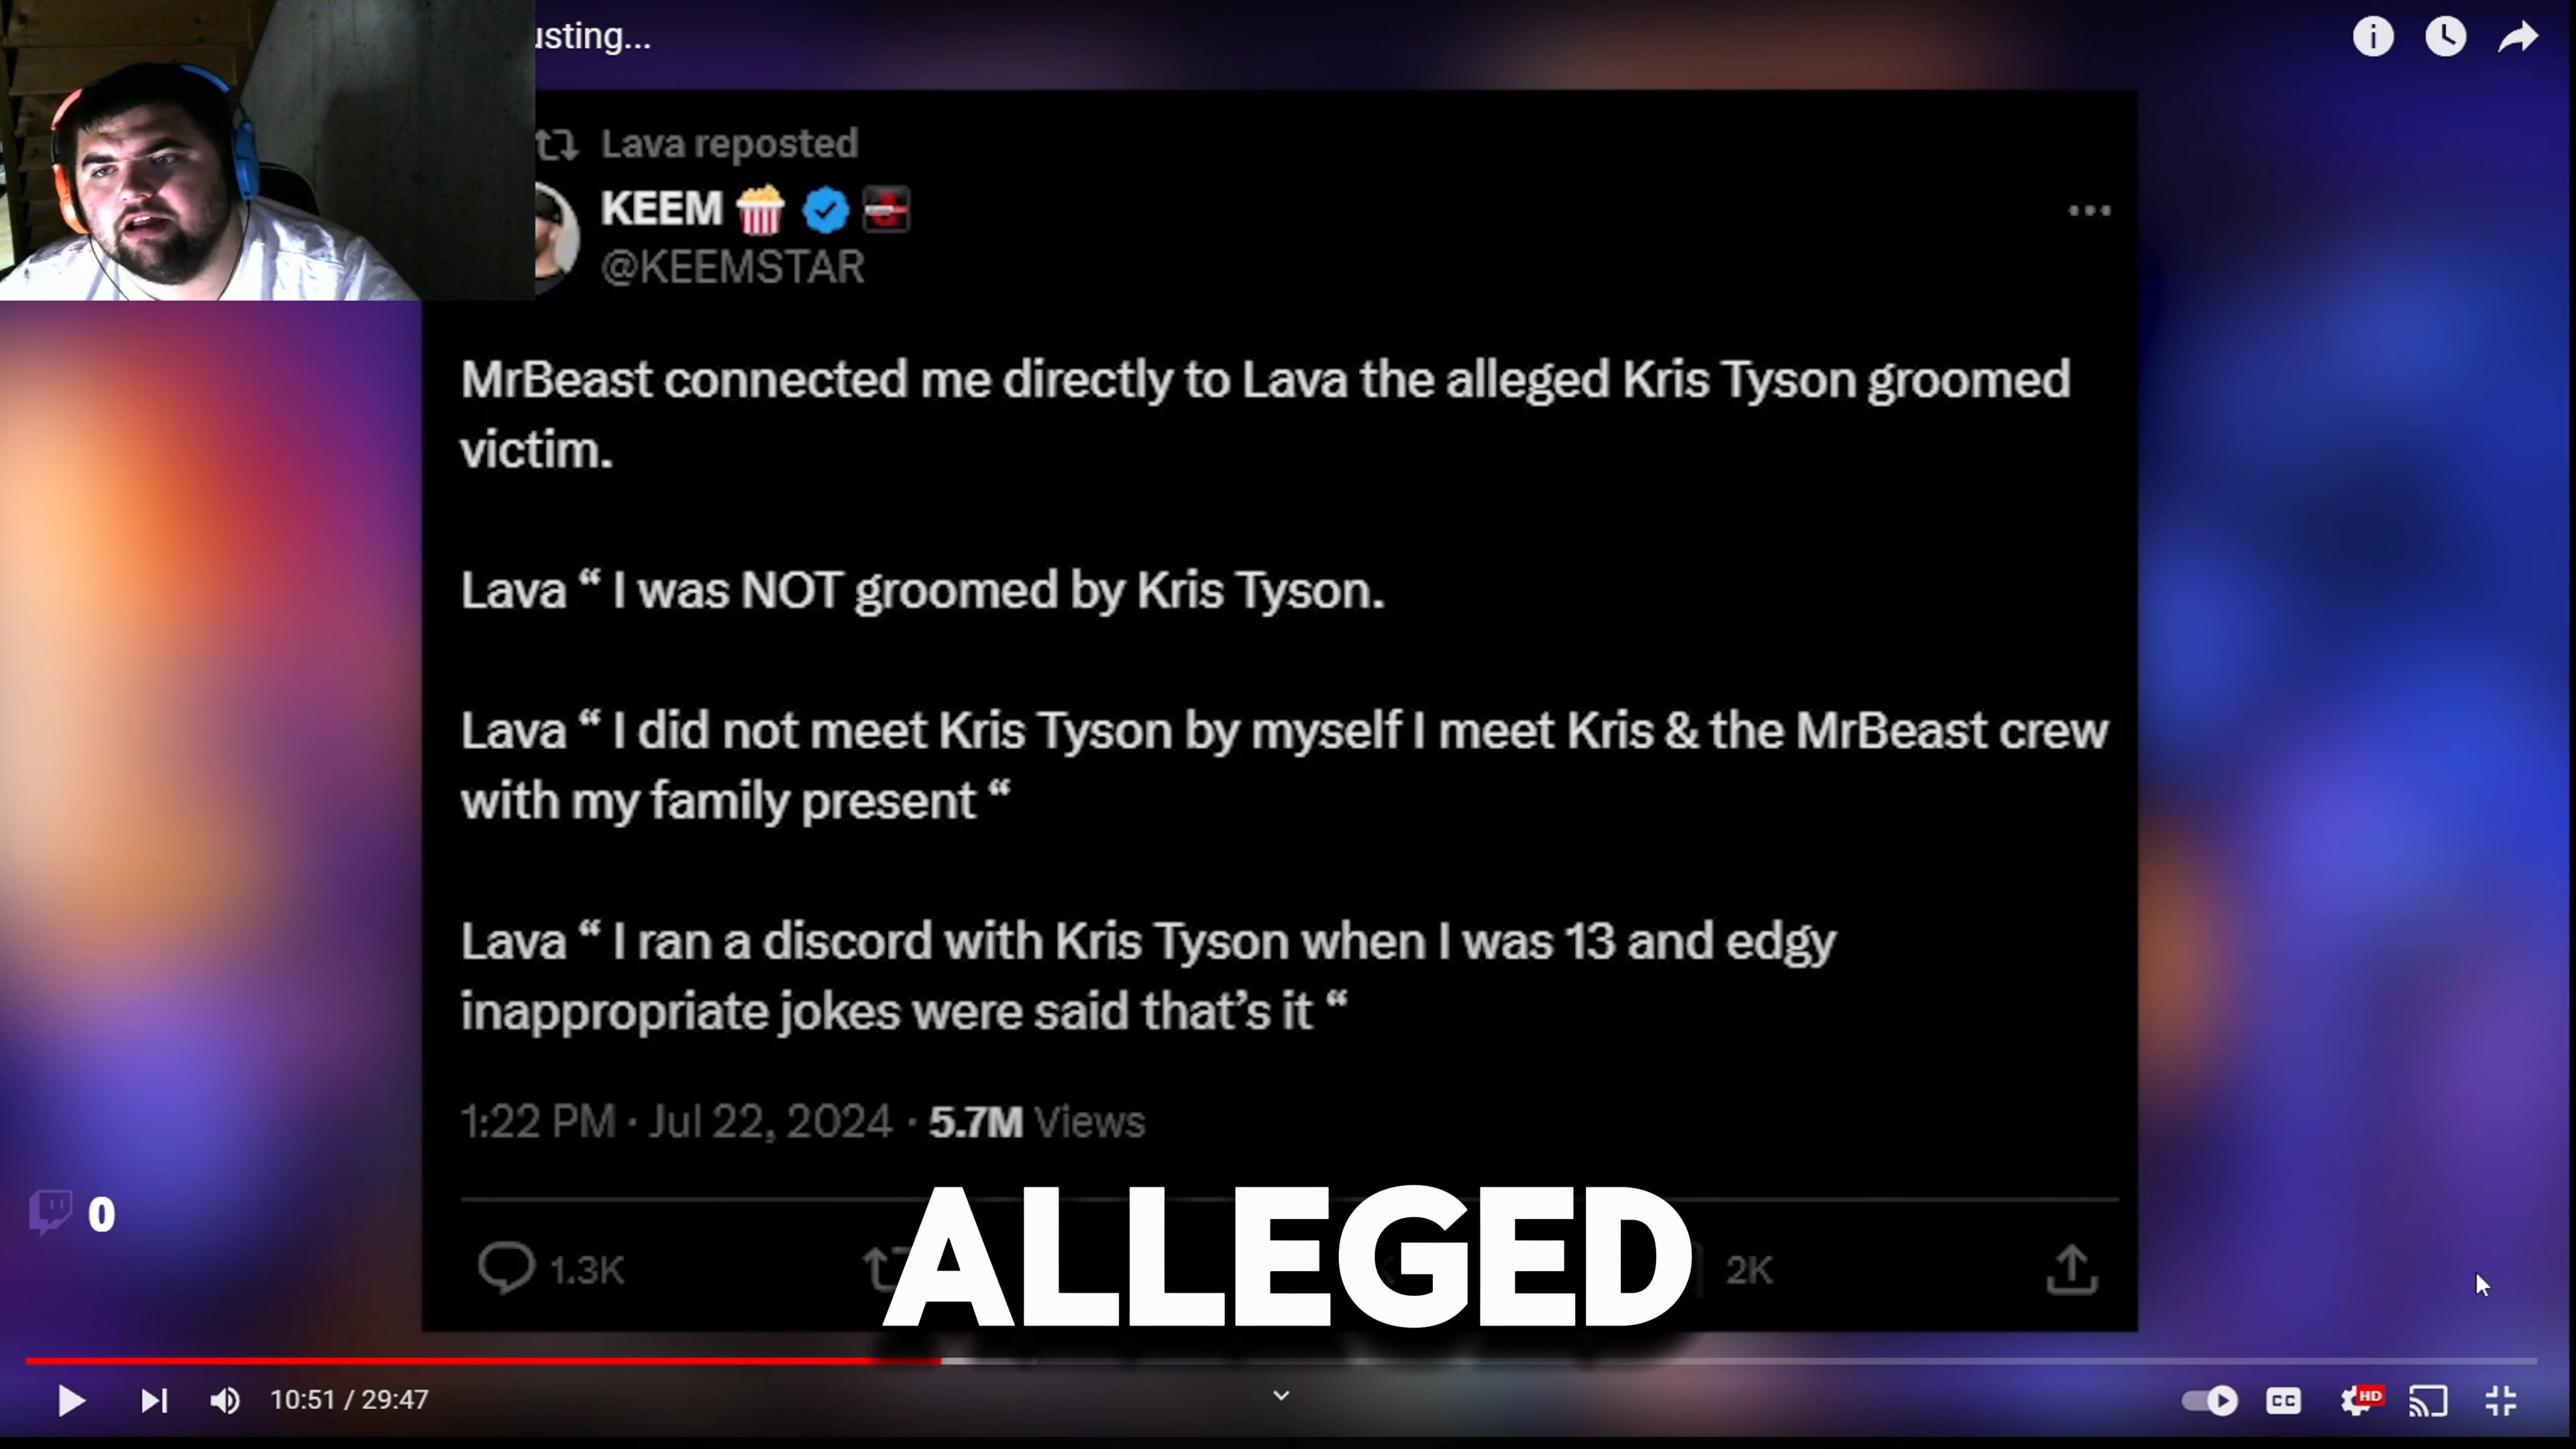 usting...
Lava reposted
KEEM
@KEEMSTAR
MrBeast connected me directly to Lava the alleged Kris Tyson groomed
victim.
Lava “ I was NOT groomed by Kris Tyson.
Lava “ I did not meet Kris Tyson by myself I meet Kris & the MrBeast crew
with my family present “
Lava “ I ran a discord with Kris Tyson when I was 13 and edgy
inappropriate jokes were said that’s it “
1:22 PM · Jul 22, 2024 · 5.7M Views
0
ALLEGED
1.3K
2K
10:51 / 29:47
CC
HD